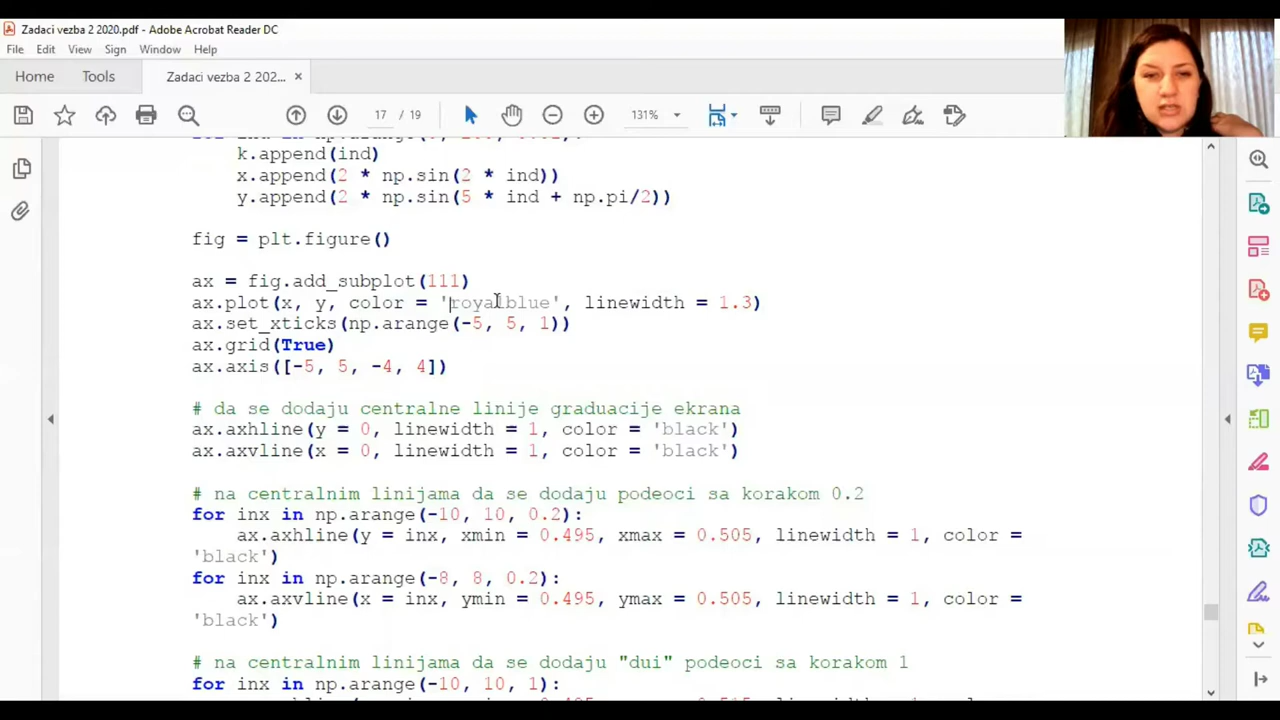 Zadaci vezba 2 2020.pdf - Adobe Acrobat Reader DC
File Edit View Sign Window Help
Home Tools Zadaci vezba 2 202... ×
17 / 19 131%
k.append(ind)
x.append(2 * np.sin(2 * ind))
y.append(2 * np.sin(5 * ind + np.pi/2))
fig = plt.figure()
ax = fig.add_subplot(111)
ax.plot(x, y, color = 'royalblue', linewidth = 1.3)
ax.set_xticks(np.arange(-5, 5, 1))
ax.grid(True)
ax.axis([-5, 5, -4, 4])
# da se dodaju centralne linije graduacije ekrana
ax.axhline(y = 0, linewidth = 1, color = 'black')
ax.axvline(x = 0, linewidth = 1, color = 'black')
# na centralnim linijama da se dodaju podeoci sa korakom 0.2
for inx in np.arange(-10, 10, 0.2):
ax.axhline(y = inx, xmin = 0.495, xmax = 0.505, linewidth = 1, color =
'black')
for inx in np.arange(-8, 8, 0.2):
ax.axvline(x = inx, ymin = 0.495, ymax = 0.505, linewidth = 1, color =
'black')
# na centralnim linijama da se dodaju "dui" podeoci sa korakom 1
for inx in np.arange(-10, 10, 1):